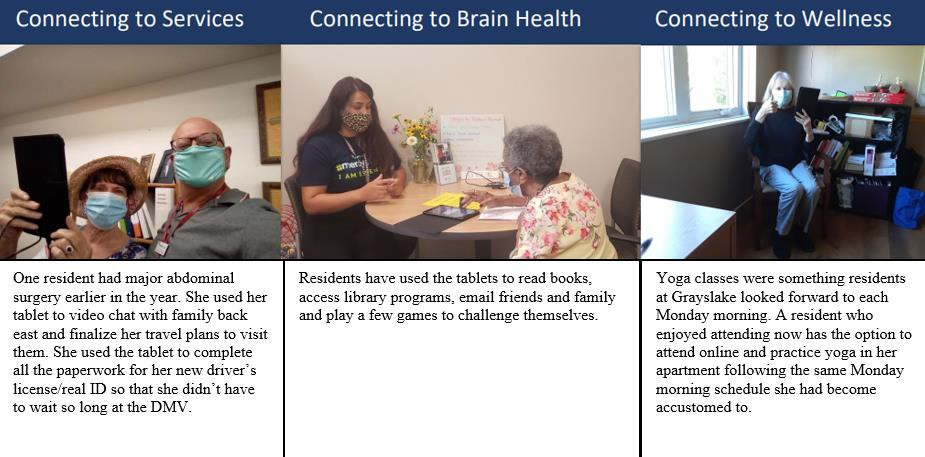 Connecting to Services
Connecting to Brain Health
Connecting to Wellness
I AM
One resident had major abdominal
surgery earlier in the year. She used her
tablet to video chat with family back
east and finalize her travel plans to visit
them. She used the tablet to complete
all the paperwork for her new driver’s
license/real ID so that she didn’t have
to wait so long at the DMV.
Residents have used the tablets to read books,
access library programs, email friends and family
and play a few games to challenge themselves.
Yoga classes were something residents
at Grayslake looked forward to each
Monday morning. A resident who
enjoyed attending now has the option to
attend online and practice yoga in her
apartment following the same Monday
morning schedule she had become
accustomed to.